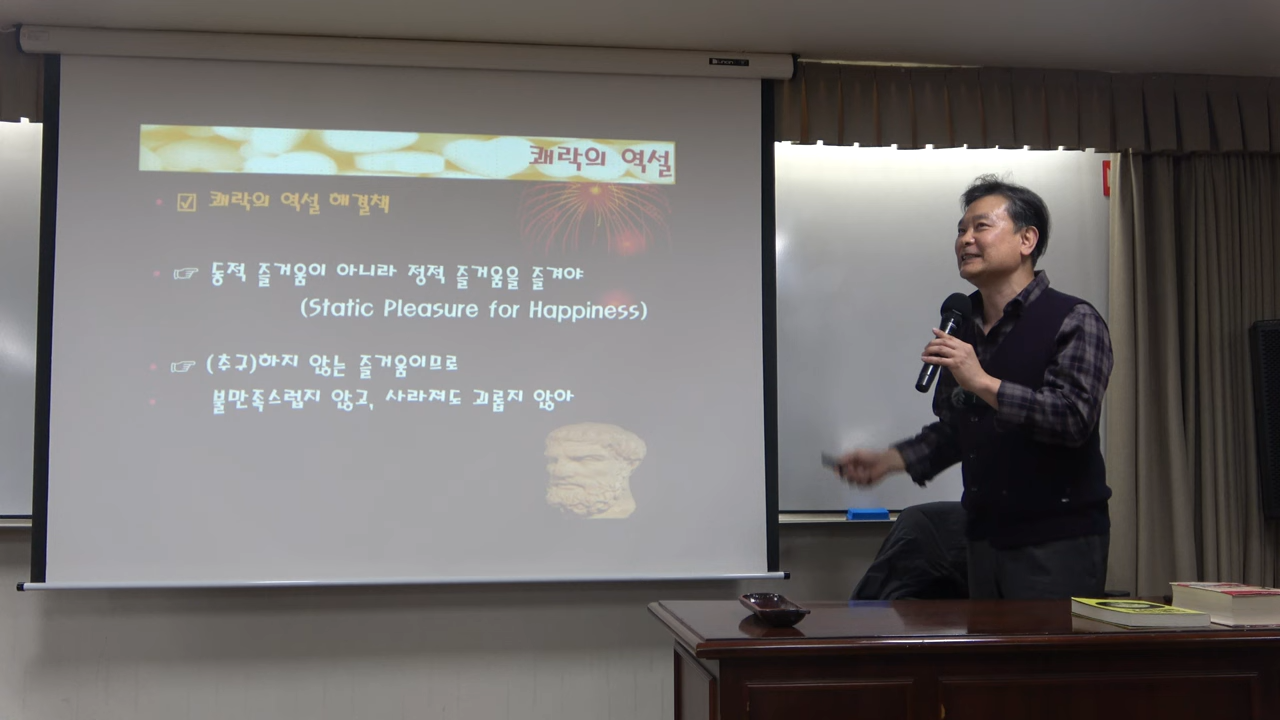 쾌락의 역설
☑ 쾌락의 역설 해결책
☞ 동적 즐거움이 아니라 정적 즐거움을 즐겨야
(Static Pleasure for Happiness)
☞ (추구)하지 않는 즐거움이므로
불만족스럽지 않고, 사라져도 괴롭지 않아